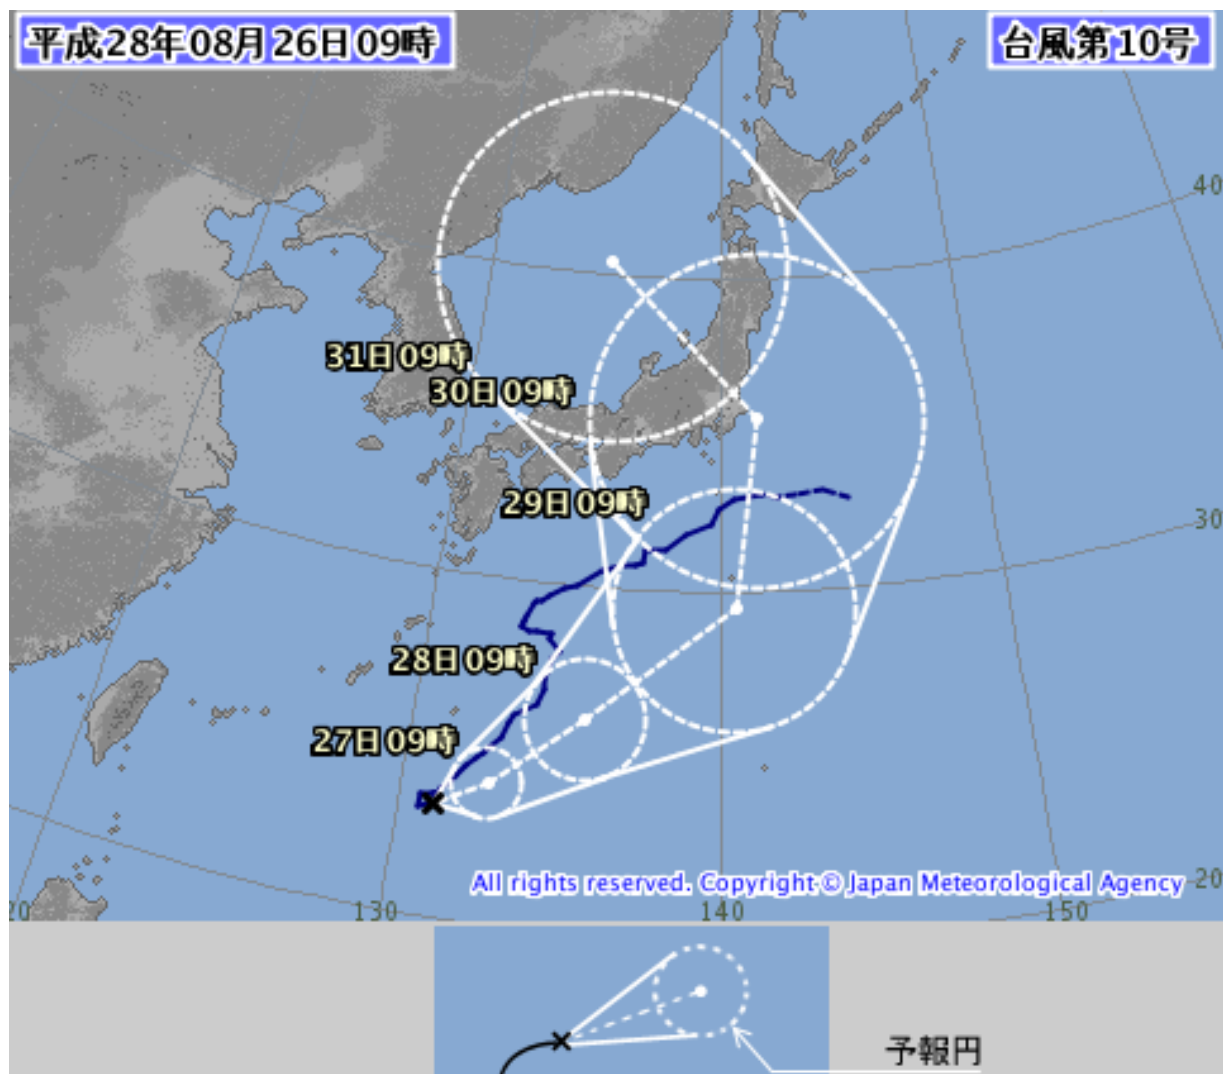 平成28年08月26日09時
台風第10号
40
31日09時
30日09時
29日09時
30
28日09時
27日09時
All rights reserved. Copyright © Japan Meteorological Agency
20
20
130
140
150
予報円